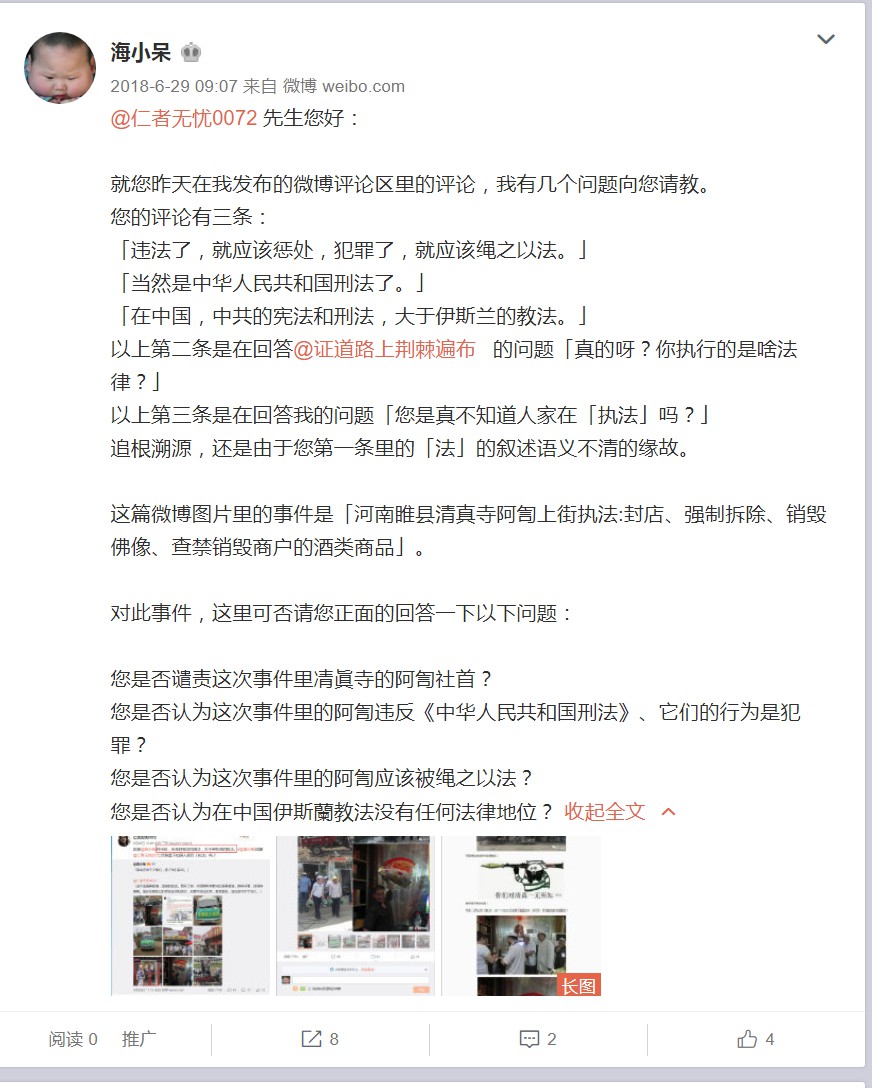 海小呆
2018-6-29 09:07 来自 微博 weibo.com
@仁者无忧0072 先生您好：
就您昨天在我发布的微博评论区里的评论，我有几个问题向您请教。
您的评论有三条：
「违法了，就应该惩处，犯罪了，就应该绳之以法。」
「当然是中华人民共和国刑法了。」
「在中国，中共的宪法和刑法，大于伊斯兰的教法。」
以上第二条是在回答@证道路上荆棘遍布 的问题「真的呀？你执行的是啥法
律？」
以上第三条是在回答我的问题「您是真不知道人家在「执法」吗？」
追根溯源，还是由于您第一条里的「法」的叙述语义不清的缘故。
这篇微博图片里的事件是「河南睢县清真寺阿訇上街执法:封店、强制拆除、销毁
佛像、查禁销毁商户的酒类商品」。
对此事件，这里可否请您正面的回答一下以下问题：
您是否谴责这次事件里清眞寺的阿訇社首？
您是否认为这次事件里的阿訇违反《中华人民共和国刑法》、它们的行为是犯
罪？
您是否认为这次事件里的阿訇应该被绳之以法？
您是否认为在中国伊斯蘭教法没有任何法律地位？ 收起全文
你们对清真一无所知
长图
阅读 0 推广 8 2 4